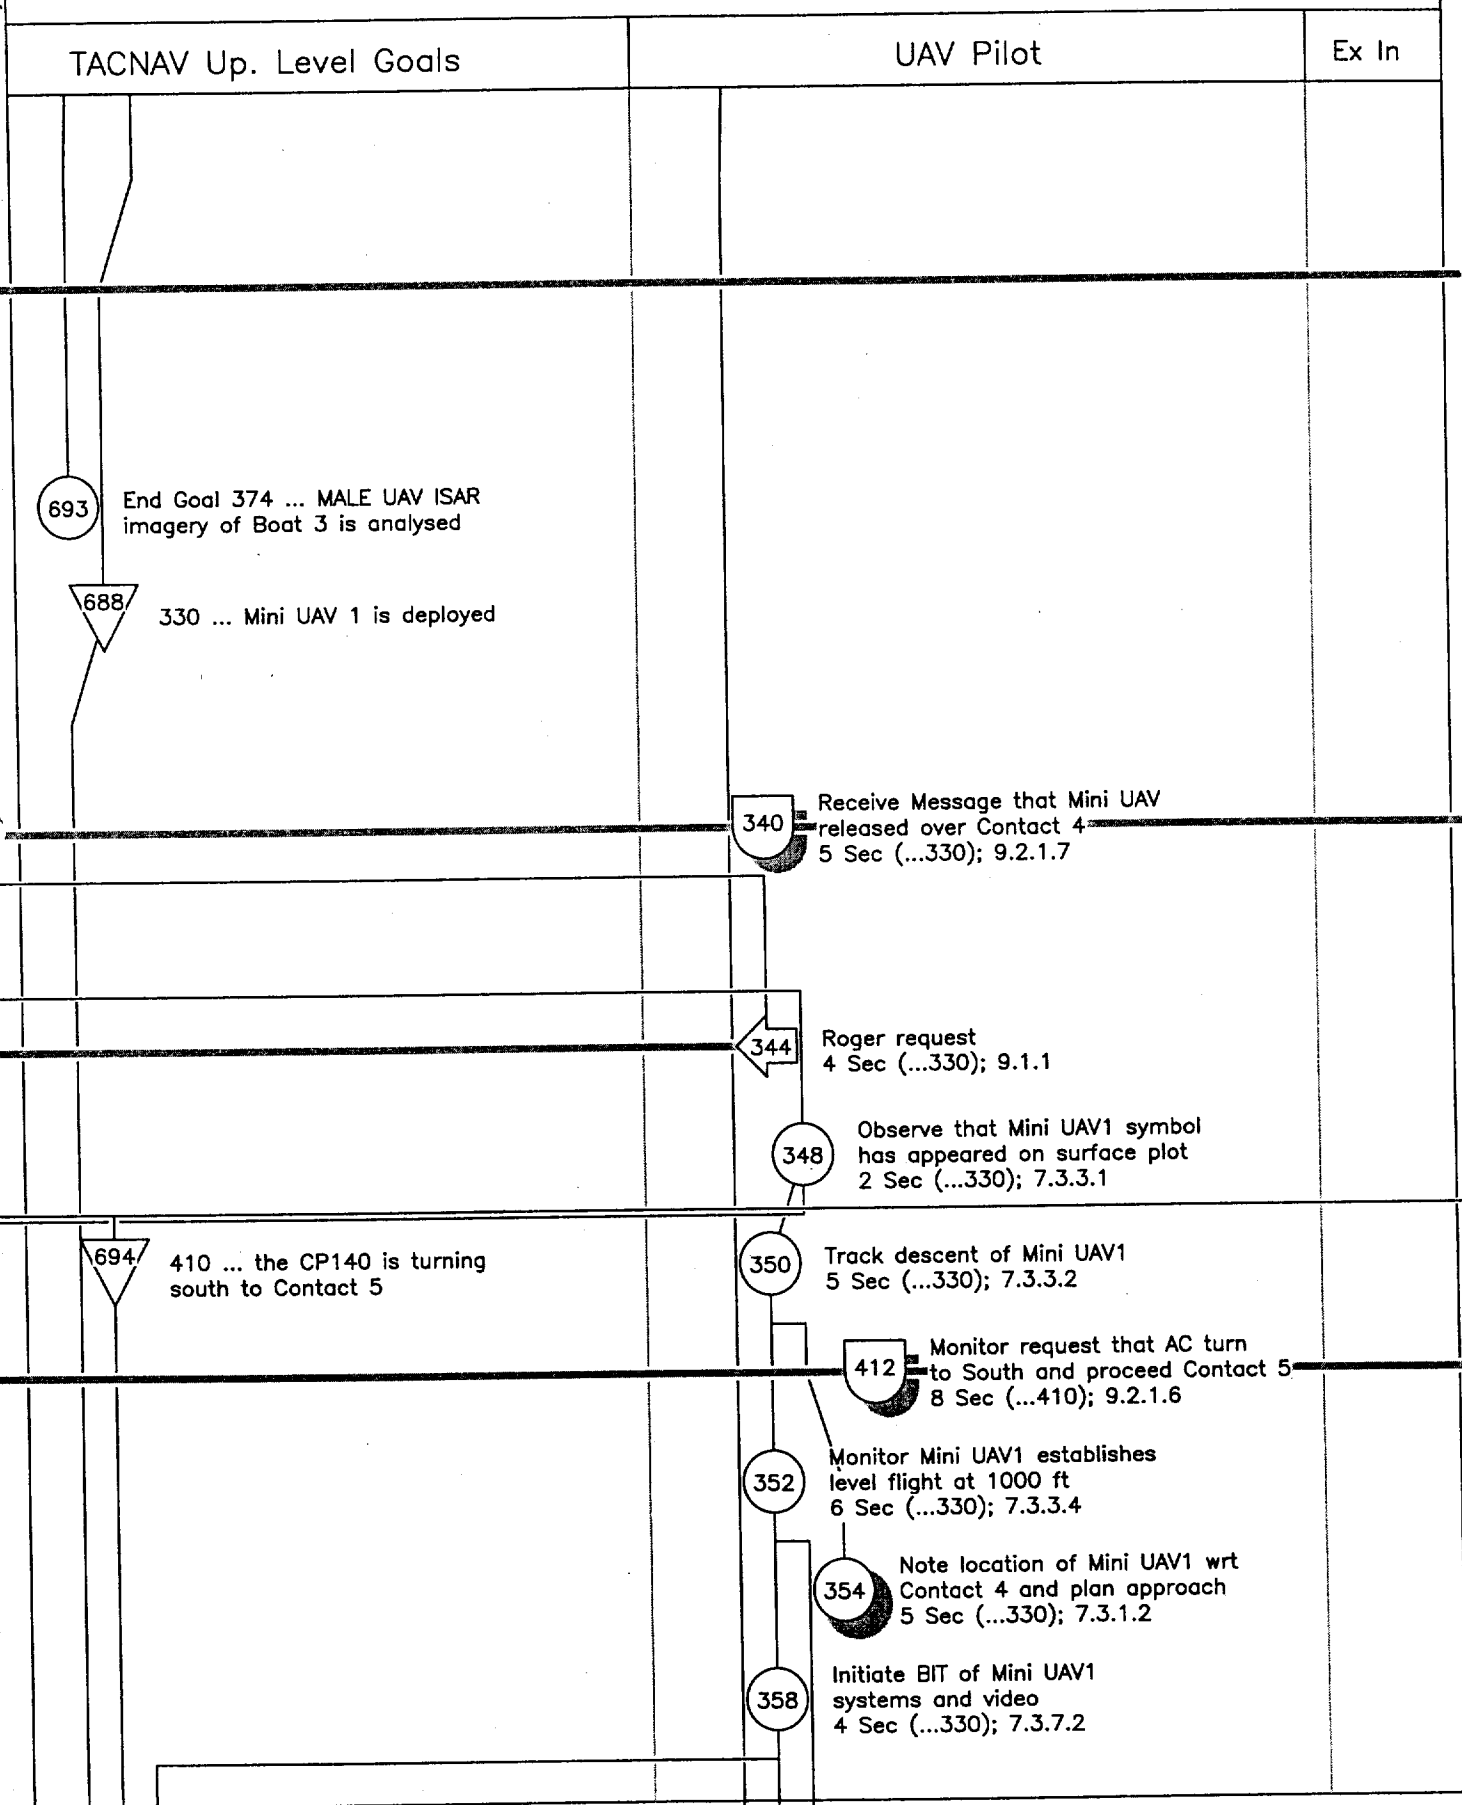 TACNAV Up. Level Goals
UAV Pilot
Ex In
693
End Goal 374 ... MALE UAV ISAR
imagery of Boat 3 is analysed
688
330 ... Mini UAV 1 is deployed
340
Receive Message that Mini UAV
released over Contact 4
5 Sec (...330); 9.2.1.7
344
Roger request
4 Sec (...330); 9.1.1
348
Observe that Mini UAV1 symbol
has appeared on surface plot
2 Sec (...330); 7.3.3.1
694
410 ... the CP140 is turning
south to Contact 5
350
Track descent of Mini UAV1
5 Sec (...330); 7.3.3.2
412
Monitor request that AC turn
to South and proceed Contact 5
8 Sec (...410); 9.2.1.6
352
Monitor Mini UAV1 establishes
level flight at 1000 ft
6 Sec (...330); 7.3.3.4
354
Note location of Mini UAV1 wrt
Contact 4 and plan approach
5 Sec (...330); 7.3.1.2
358
Initiate BIT of Mini UAV1
systems and video
4 Sec (...330); 7.3.7.2